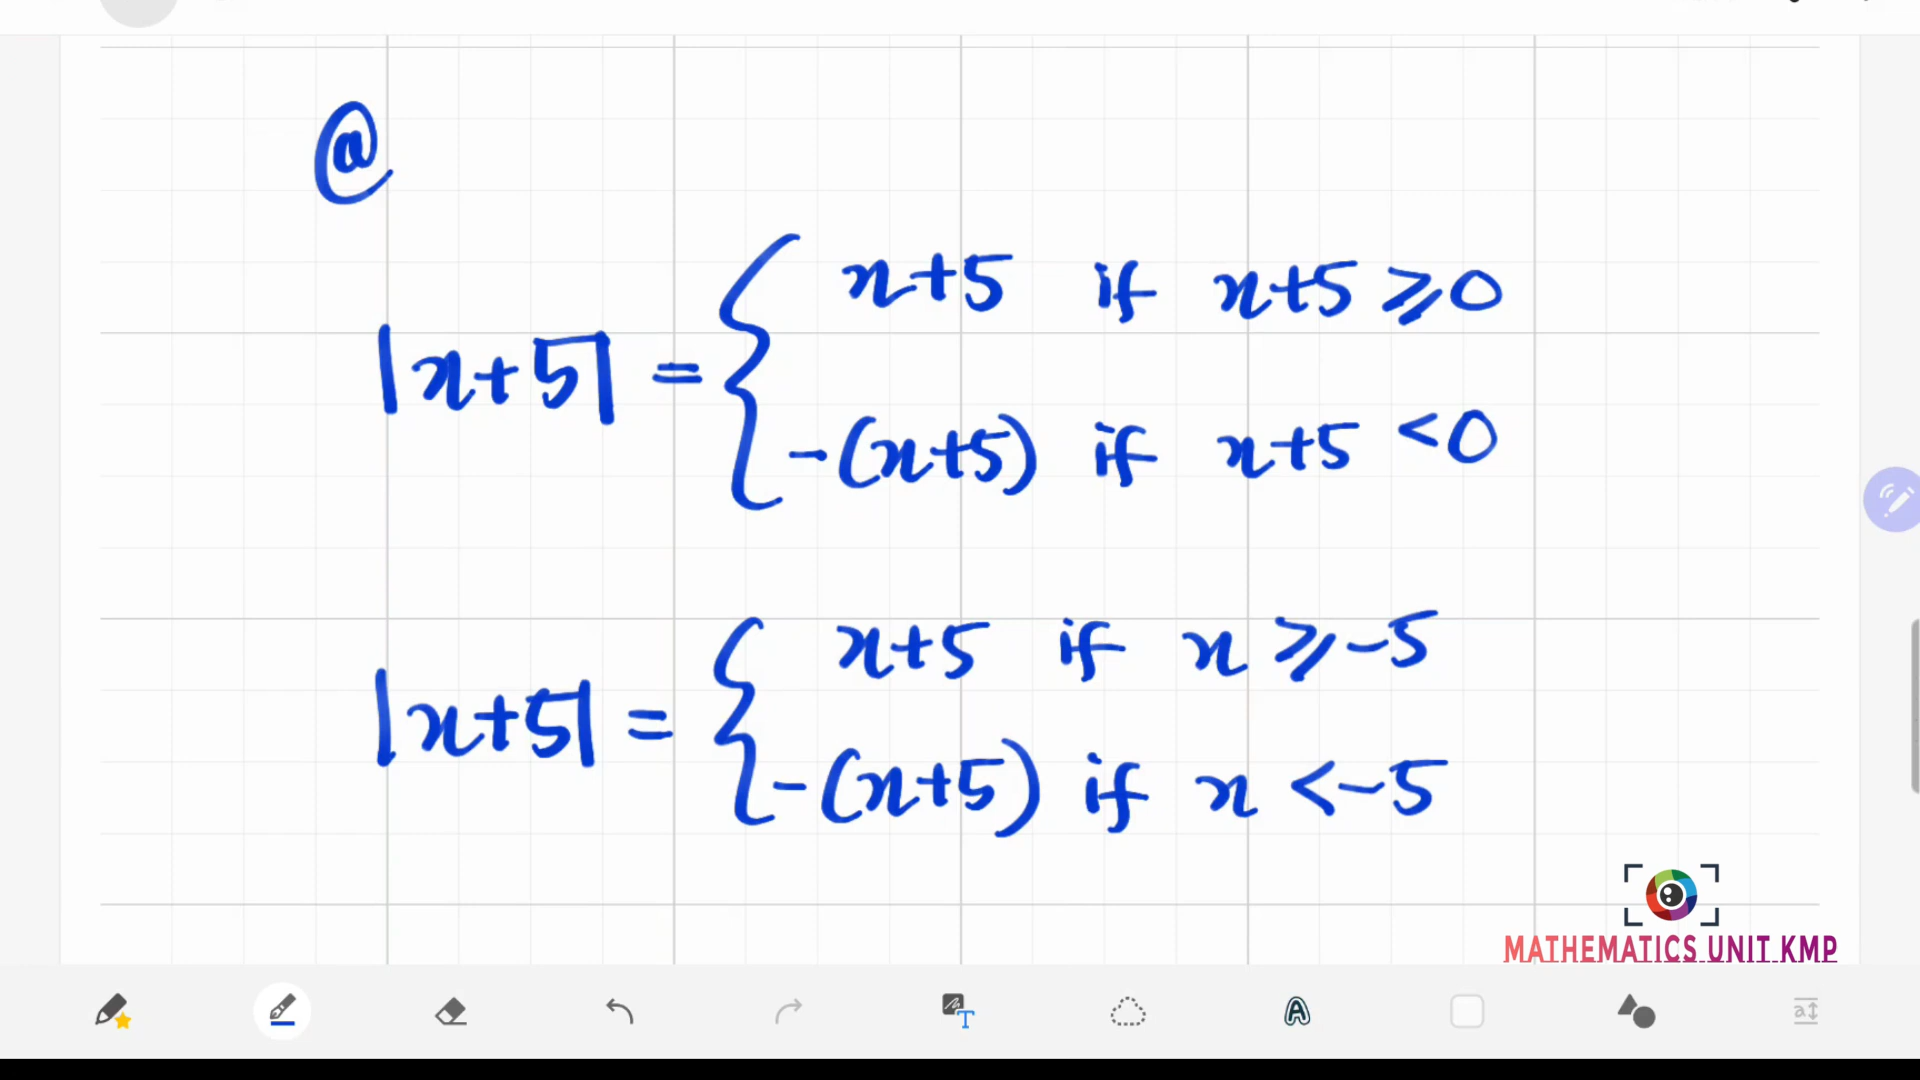 ⓐ
|x+5| = { x+5 if x+5 ⩾ 0
-(x+5) if x+5 < 0
|x+5| = { x+5 if x ⩾ -5
-(x+5) if x < -5
MATHEMATICS UNIT KMP
T
A
a